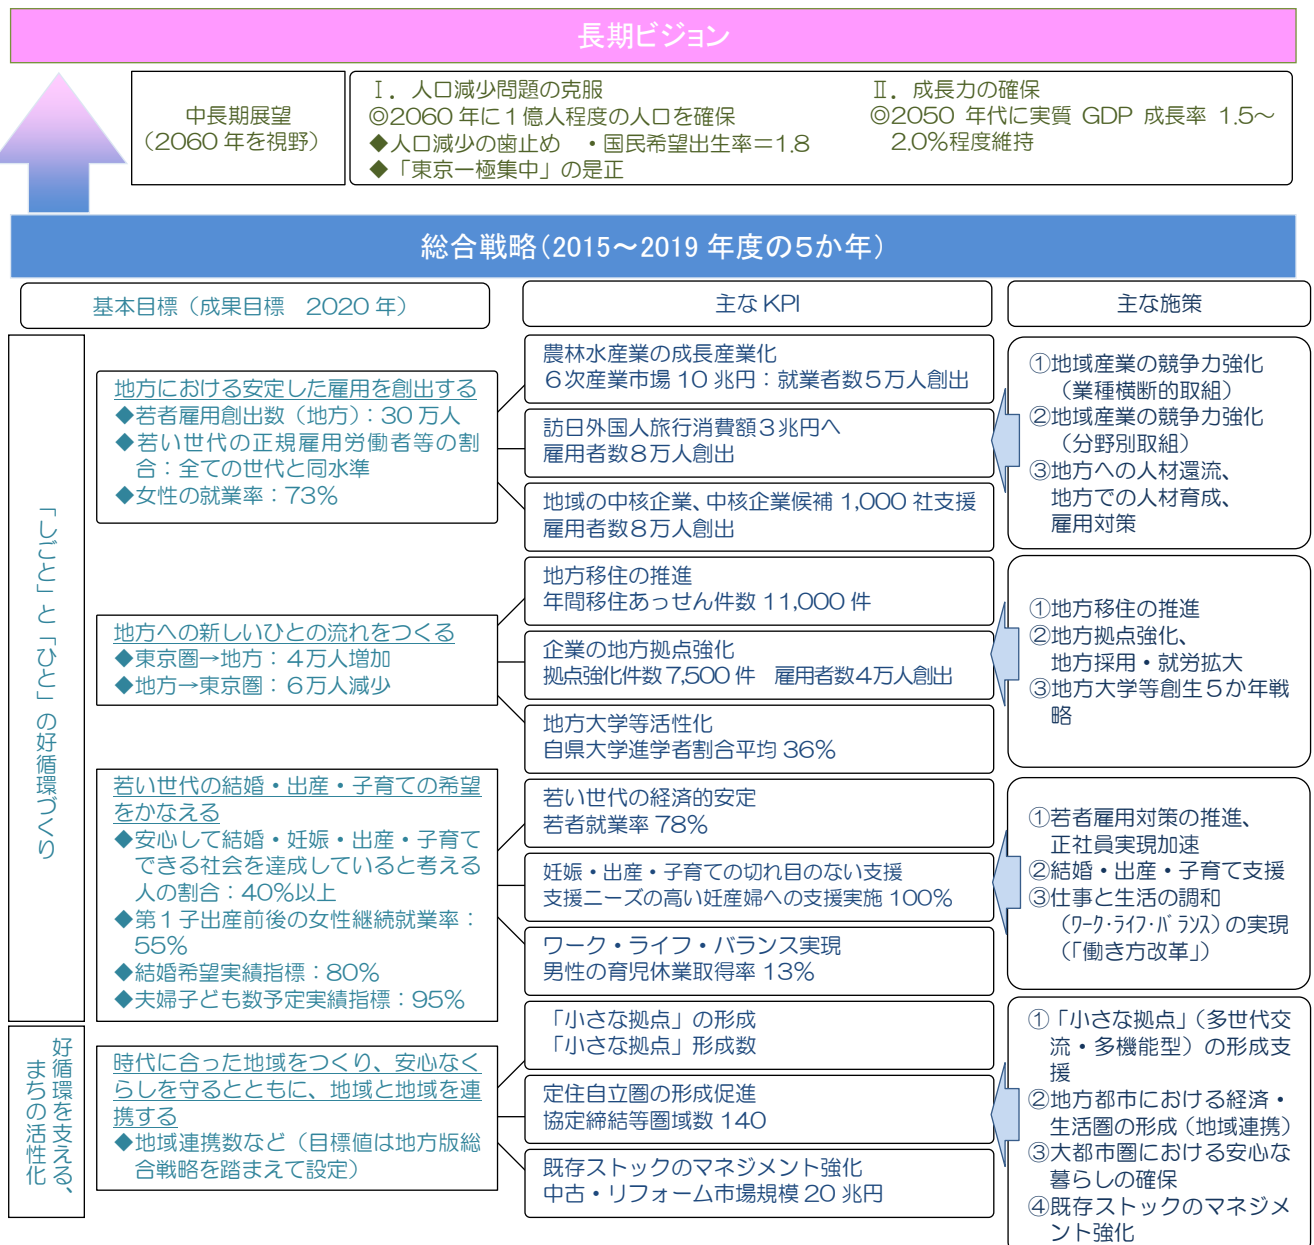 長期ビジョン
中長期展望
(2060年を視野)
Ⅰ．人口減少問題の克服
◎2060年に1億人程度の人口を確保
◆人口減少の歯止め　・国民希望出生率＝1.8
◆「東京一極集中」の是正
Ⅱ．成長力の確保
◎2050年代に実質GDP成長率1.5～
2.0%程度維持
総合戦略(2015～2019年度の5か年)
基本目標（成果目標　2020年）
主なKPI
主な施策
「しごと」と「ひと」の好循環づくり
地方における安定した雇用を創出する
◆若者雇用創出数（地方）：30万人
◆若い世代の正規雇用労働者等の割
合：全ての世代と同水準
◆女性の就業率：73%
農林水産業の成長産業化
6次産業市場10兆円：就業者数5万人創出
訪日外国人旅行消費額3兆円へ
雇用者数8万人創出
地域の中核企業、中核企業候補1,000社支援
雇用者数8万人創出
①地域産業の競争力強化
（業種横断的取組）
②地域産業の競争力強化
（分野別取組）
③地方への人材還流、
地方での人材育成、
雇用対策
地方への新しいひとの流れをつくる
◆東京圏→地方：4万人増加
◆地方→東京圏：6万人減少
地方移住の推進
年間移住あっせん件数11,000件
企業の地方拠点強化
拠点強化件数7,500件　雇用者数4万人創出
地方大学等活性化
自県大学進学者割合平均36%
①地方移住の推進
②地方拠点強化、
地方採用・就労拡大
③地方大学等創生5か年戦
略
若い世代の結婚・出産・子育ての希望
をかなえる
◆安心して結婚・妊娠・出産・子育て
できる社会を達成していると考える
人の割合：40%以上
◆第1子出産前後の女性継続就業率：
55%
◆結婚希望実績指標：80%
◆夫婦子ども数予定実績指標：95%
若い世代の経済的安定
若者就業率78%
妊娠・出産・子育ての切れ目のない支援
支援ニーズの高い妊産婦への支援実施100%
ワーク・ライフ・バランス実現
男性の育児休業取得率13%
①若者雇用対策の推進、
正社員実現加速
②結婚・出産・子育て支援
③仕事と生活の調和
（ﾜｰｸ･ﾗｲﾌ･ﾊﾞﾗﾝｽ）の実現
（「働き方改革」）
好循環を支える、
まちの活性化
時代に合った地域をつくり、安心なく
らしを守るとともに、地域と地域を連
携する
◆地域連携数など（目標値は地方版総
合戦略を踏まえて設定）
「小さな拠点」の形成
「小さな拠点」形成数
定住自立圏の形成促進
協定締結等圏域数140
既存ストックのマネジメント強化
中古・リフォーム市場規模20兆円
①「小さな拠点」（多世代交
流・多機能型）の形成支
援
②地方都市における経済・
生活圏の形成（地域連携）
③大都市圏における安心な
暮らしの確保
④既存ストックのマネジメ
ント強化